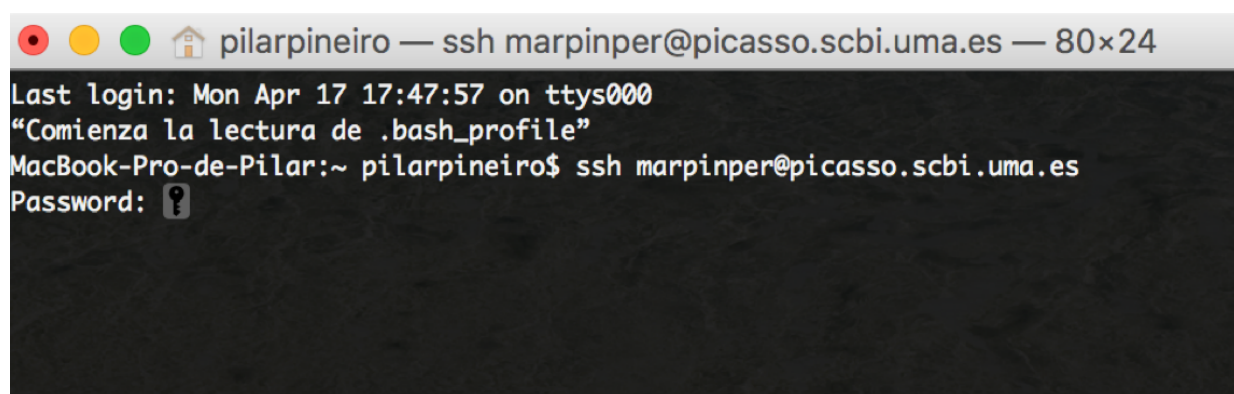 pilarpineiro — ssh marpinper@picasso.scbi.uma.es — 80×24
Last login: Mon Apr 17 17:47:57 on ttys000
“Comienza la lectura de .bash_profile”
MacBook-Pro-de-Pilar:~ pilarpineiro$ ssh marpinper@picasso.scbi.uma.es
Password: